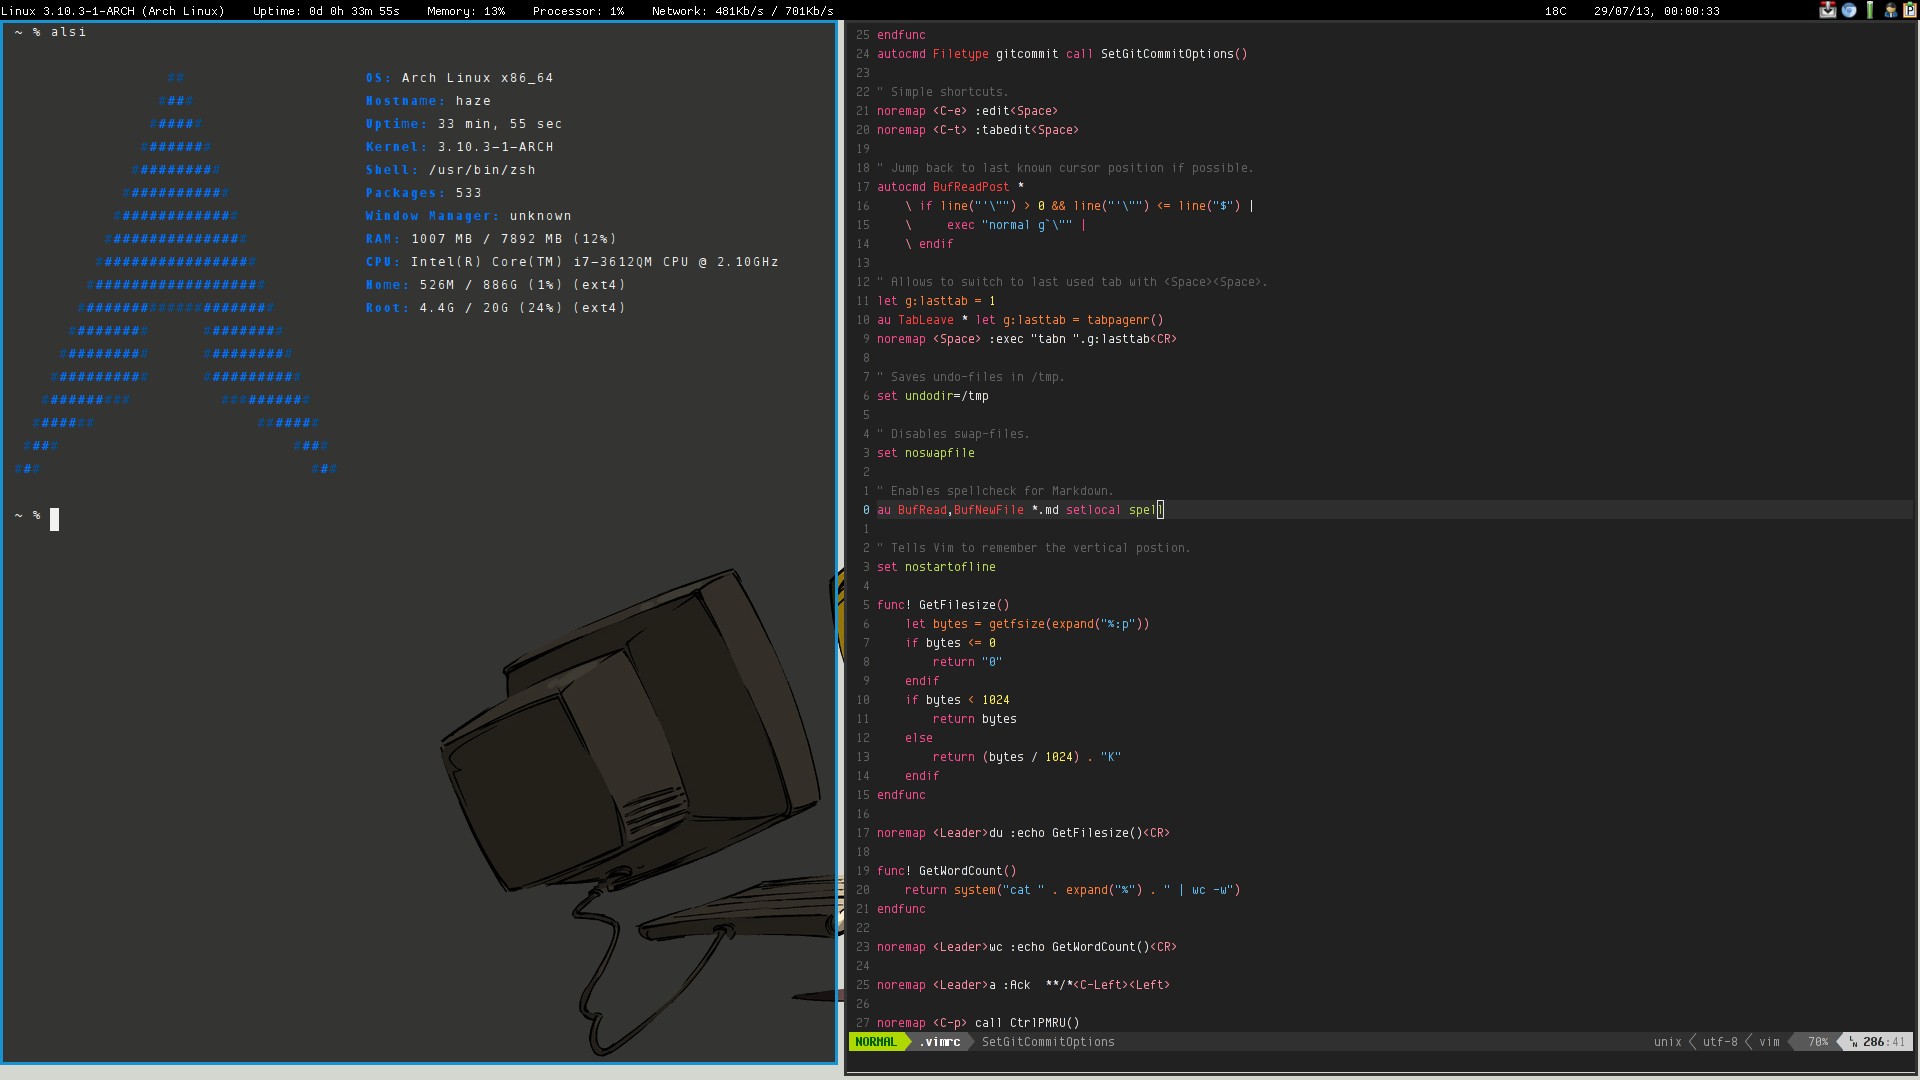 Linux 3.10.3-1-ARCH (Arch Linux)    Uptime: 0d 0h 33m 55s    Memory: 13%    Processor: 1%    Network: 481Kb/s / 701Kb/s    18C    29/07/13, 00:00:33
~ % alsi
##    OS: Arch Linux x86_64
####    Hostname: haze
######    Uptime: 33 min, 55 sec
########    Kernel: 3.10.3-1-ARCH
##########    Shell: /usr/bin/zsh
############    Packages: 533
##############    Window Manager: unknown
################    RAM: 1007 MB / 7892 MB (12%)
##################    CPU: Intel(R) Core(TM) i7-3612QM CPU @ 2.10GHz
####################    Home: 526M / 886G (1%) (ext4)
######################    Root: 4.4G / 20G (24%) (ext4)
#########      #########
##########      ##########
###########      ###########
##########          ##########
#######                  #######
####                          ####
###                              ###
~ %
25 endfunc
24 autocmd Filetype gitcommit call SetGitCommitOptions()
23
22 " Simple shortcuts.
21 noremap <C-e> :edit<Space>
20 noremap <C-t> :tabedit<Space>
19
18 " Jump back to last known cursor position if possible.
17 autocmd BufReadPost *
16     \ if line("'\"") > 0 && line("'\"") <= line("$") |
15     \     exec "normal g`\"" |
14     \ endif
13
12 " Allows to switch to last used tab with <Space><Space>.
11 let g:lasttab = 1
10 au TabLeave * let g:lasttab = tabpagenr()
9 noremap <Space> :exec "tabn ".g:lasttab<CR>
8
7 " Saves undo-files in /tmp.
6 set undodir=/tmp
5
4 " Disables swap-files.
3 set noswapfile
2
1 " Enables spellcheck for Markdown.
0 au BufRead,BufNewFile *.md setlocal spell
1
2 " Tells Vim to remember the vertical postion.
3 set nostartofline
4
5 func! GetFilesize()
6     let bytes = getfsize(expand("%:p"))
7     if bytes <= 0
8         return "0"
9     endif
10     if bytes < 1024
11         return bytes
12     else
13         return (bytes / 1024) . "K"
14     endif
15 endfunc
16
17 noremap <Leader>du :echo GetFilesize()<CR>
18
19 func! GetWordCount()
20     return system("cat " . expand("%") . " | wc -w")
21 endfunc
22
23 noremap <Leader>wc :echo GetWordCount()<CR>
24
25 noremap <Leader>a :Ack  **/*<C-Left><Left>
26
27 noremap <C-p> call CtrlPMRU()
NORMAL .vimrc SetGitCommitOptions    unix < utf-8 < vim 70% LN 286:41